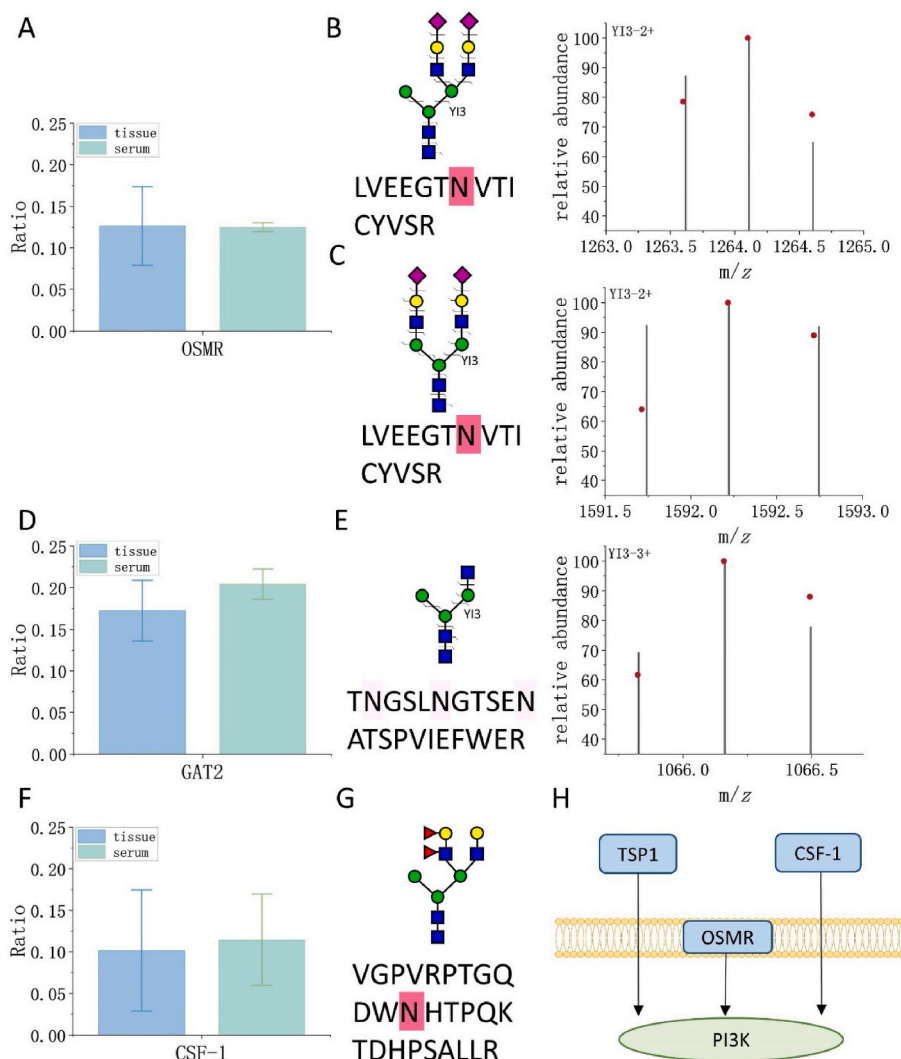 A
0.25
0.20
0.15
0.10
0.05
0.00
Ratio
tissue
serum
OSMR
B
YI3
LVEEGTNVTI
CYVSR
YI3-2+
100
90
80
70
60
50
40
relative abundance
1263.0 1263.5 1264.0 1264.5 1265.0
m/z
C
YI3
LVEEGTNVTI
CYVSR
YI3-2+
100
90
80
70
60
50
40
relative abundance
1591.5 1592.0 1592.5 1593.0
m/z
D
0.25
0.20
0.15
0.10
0.05
0.00
Ratio
tissue
serum
GAT2
E
YI3
TNGSLNGTSEN
ATSPVIEFWER
YI3-3+
100
90
80
70
60
50
40
relative abundance
1066.0 1066.5
m/z
F
0.25
0.20
0.15
0.10
0.05
0.00
Ratio
tissue
serum
CSF-1
G
VGPVRPTGQ
DWNHTPQK
TDHPSALLR
H
TSP1
CSF-1
OSMR
PI3K